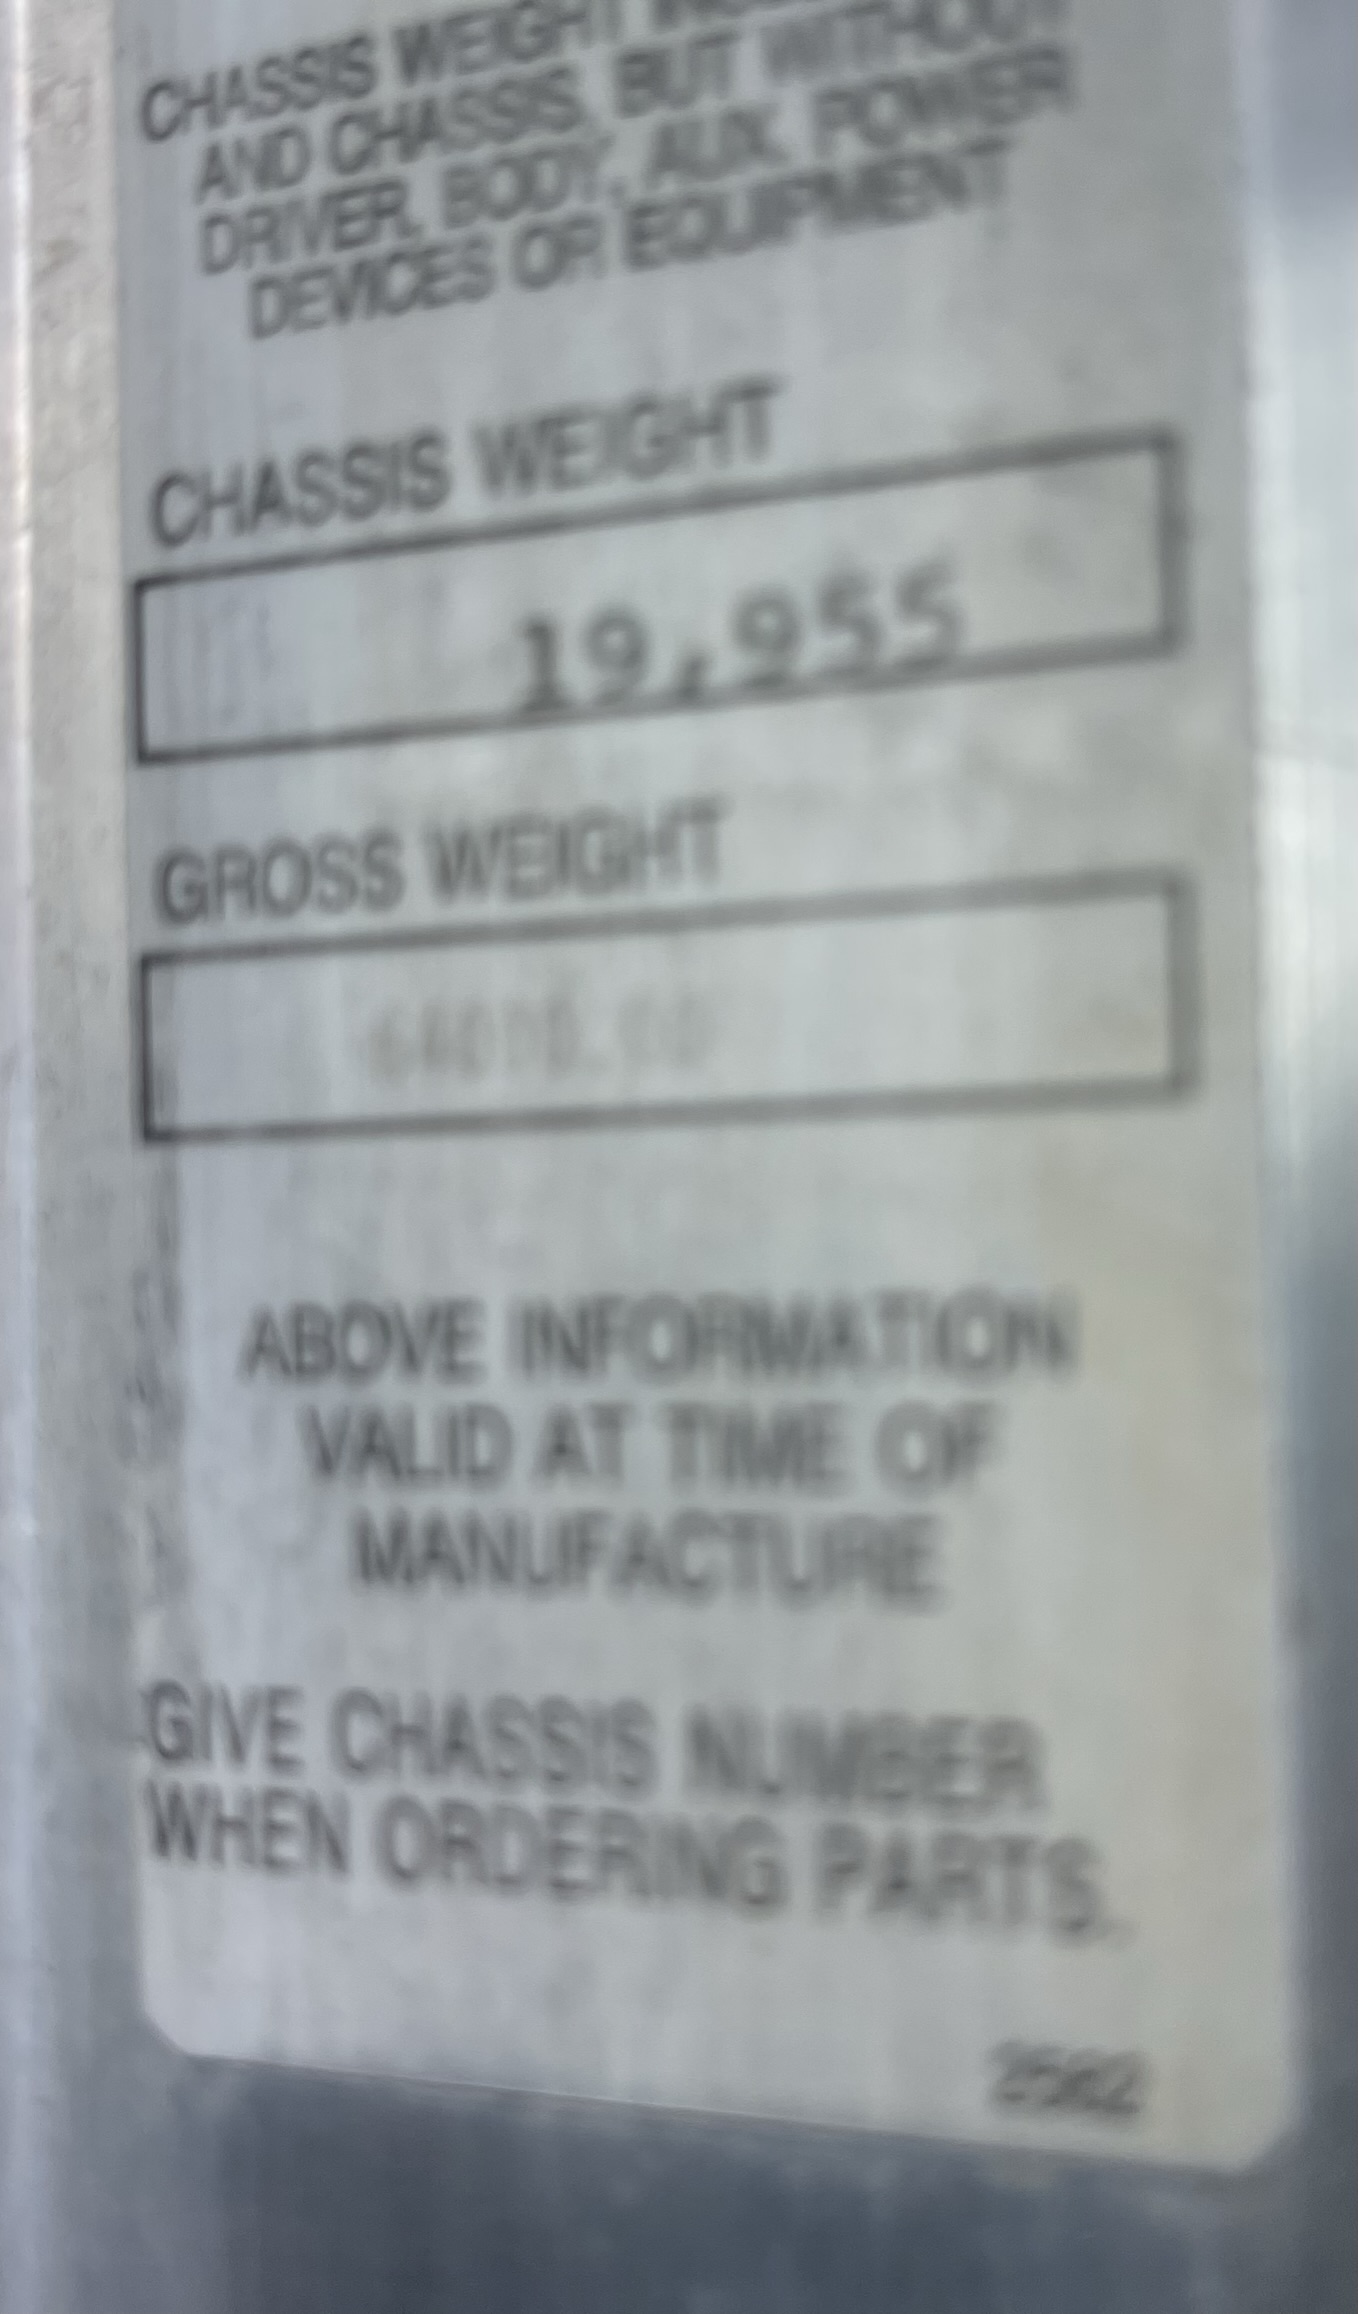 CHASSIS WEIGHT
AND CHASSIS, BUT WITHOUT
DRIVER, BODY, AUX. POWER
DEVICES OR EQUIPMENT
CHASSIS WEIGHT
19,955
GROSS WEIGHT
ABOVE INFORMATION
VALID AT TIME OF
MANUFACTURE
GIVE CHASSIS NUMBER
WHEN ORDERING PARTS.